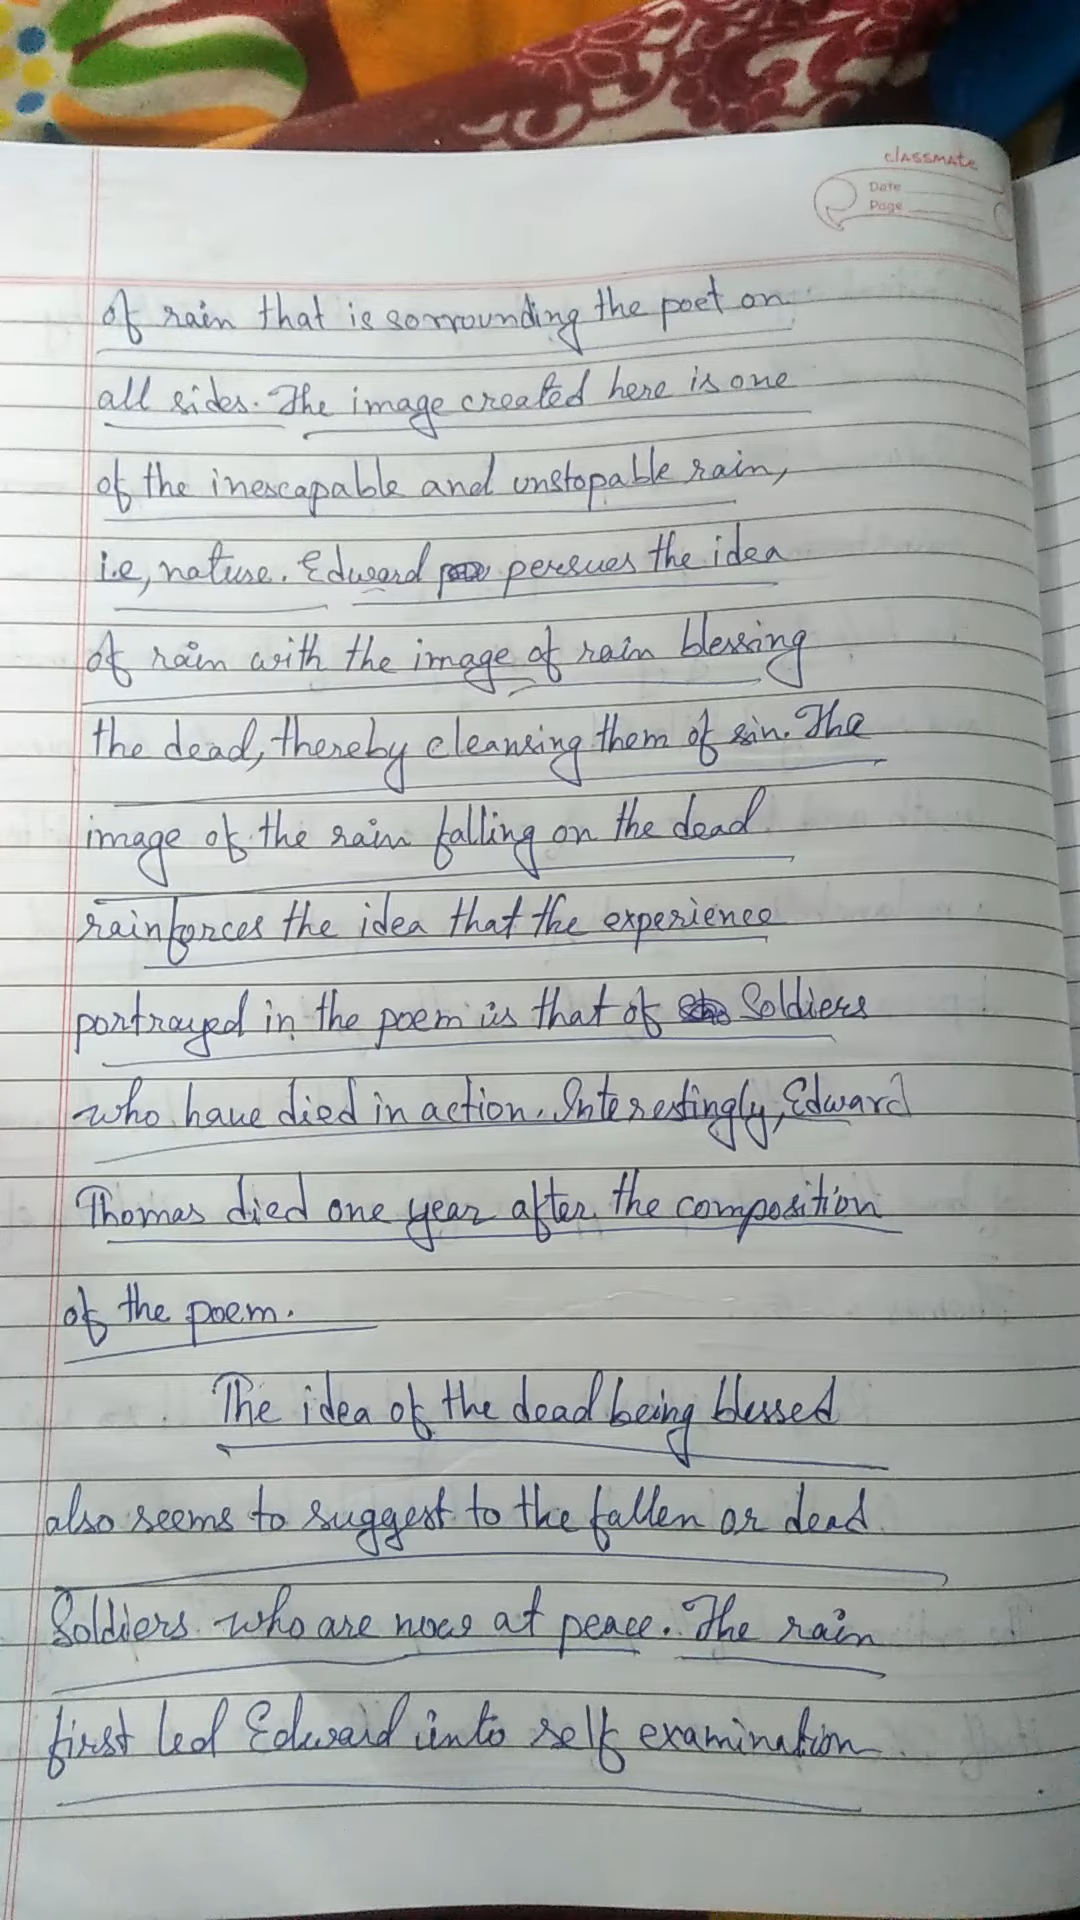 classmate
Date
Page
of rain that is sorrounding the poet on
all sides. The image created here is one
of the inescapable and unstopable rain,
i.e, nature. Edward persues the idea
of rain with the image of rain blessing
the dead, thereby cleansing them of sin. The
image of the rain falling on the dead
rainforces the idea that the experience
portrayed in the poem is that of Soldiers
who have died in action. Interestingly, Edward
Thomas died one year after the composition
of the poem.
The idea of the dead being blessed
also seems to suggest to the fallen or dead
Soldiers who are now at peace. The rain
first led Edward into self examination